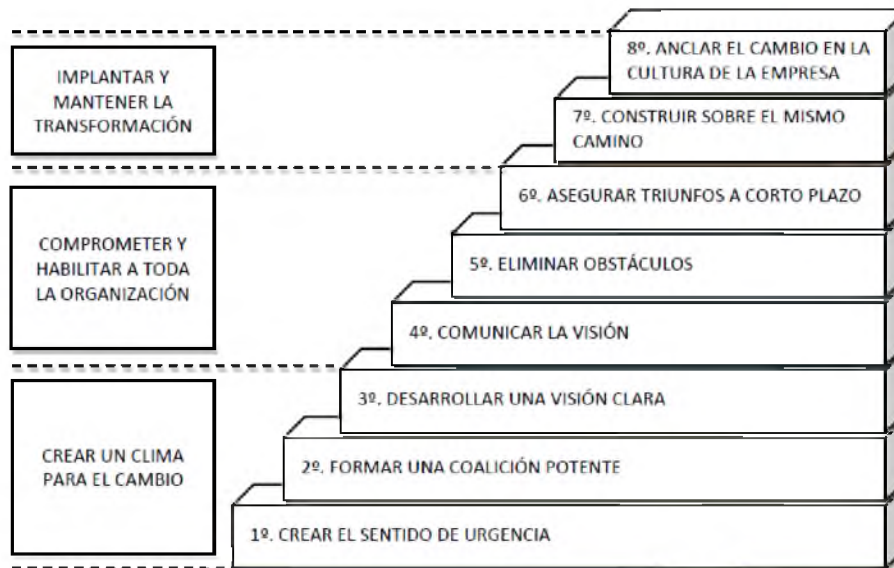 IMPLANTAR Y
MANTENER LA
TRANSFORMACIÓN
COMPROMETER Y
HABILITAR A TODA
LA ORGANIZACIÓN
CREAR UN CLIMA
PARA EL CAMBIO
8º. ANCLAR EL CAMBIO EN LA
CULTURA DE LA EMPRESA
7º. CONSTRUIR SOBRE EL MISMO
CAMINO
6º. ASEGURAR TRIUNFOS A CORTO PLAZO
5º. ELIMINAR OBSTÁCULOS
4º. COMUNICAR LA VISIÓN
3º. DESARROLLAR UNA VISIÓN CLARA
2º. FORMAR UNA COALICIÓN POTENTE
1º. CREAR EL SENTIDO DE URGENCIA